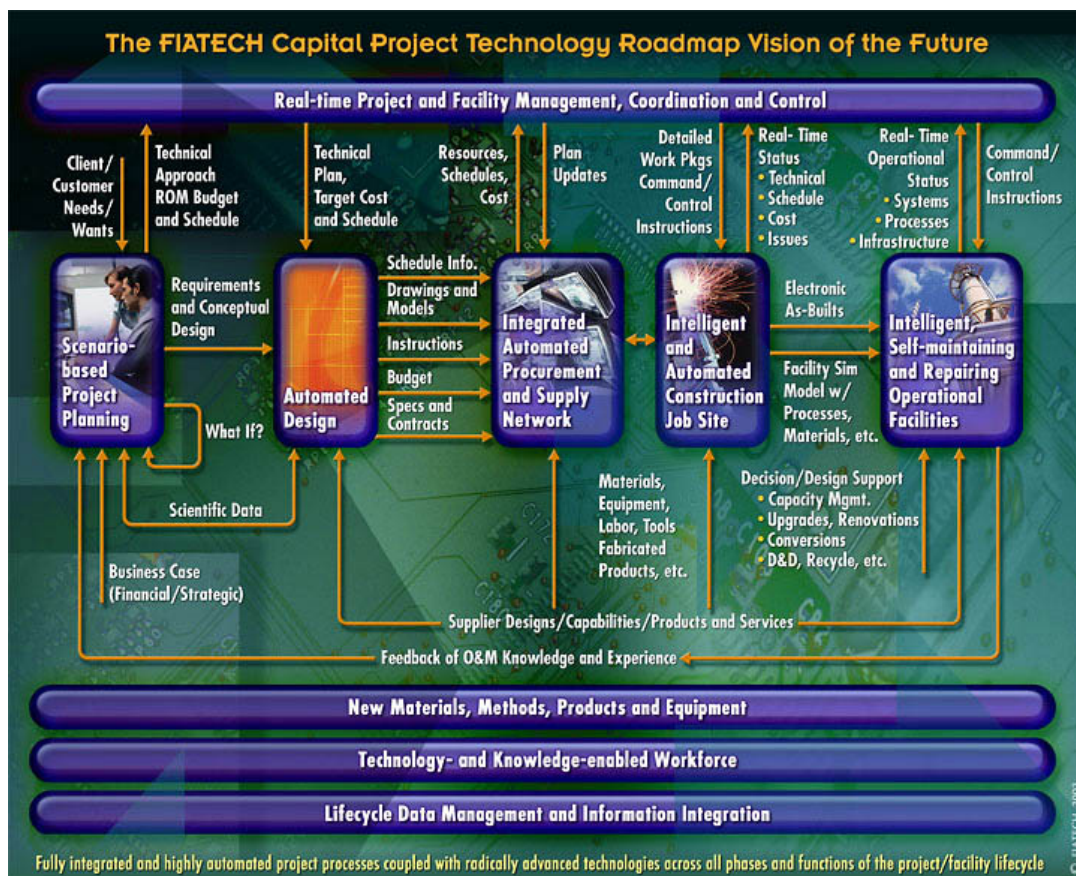 The FIATECH Capital Project Technology Roadmap Vision of the Future
Real-time Project and Facility Management, Coordination and Control
Client/
Customer
Needs/
Wants
Technical
Approach
ROM Budget
and Schedule
Technical
Plan,
Target Cost
and Schedule
Resources,
Schedules,
Cost
Plan
Updates
Detailed
Work Pkgs
Command/
Control
Instructions
Real- Time
Status
• Technical
• Schedule
• Cost
• Issues
Real- Time
Operational
Status
• Systems
• Processes
• Infrastructure
Command/
Control
Instructions
Scenario-
based
Project
Planning
Requirements
and Conceptual
Design
What If?
Automated
Design
Schedule Info.
Drawings and
Models
Instructions
Budget
Specs and
Contracts
Integrated
Automated
Procurement
and Supply
Network
Intelligent
and
Automated
Construction
Job Site
Electronic
As-Builts
Facility Sim
Model w/
Processes,
Materials, etc.
Intelligent,
Self-maintaining
and Repairing
Operational
Facilities
Scientific Data
Business Case
(Financial/Strategic)
Materials,
Equipment,
Labor, Tools
Fabricated
Products, etc.
Decision/Design Support
• Capacity Mgmt.
• Upgrades, Renovations
• Conversions
• D&D, Recycle, etc.
Supplier Designs/Capabilities/Products and Services
Feedback of O&M Knowledge and Experience
New Materials, Methods, Products and Equipment
Technology- and Knowledge-enabled Workforce
Lifecycle Data Management and Information Integration
Fully integrated and highly automated project processes coupled with radically advanced technologies across all phases and functions of the project/facility lifecycle
© FIATECH